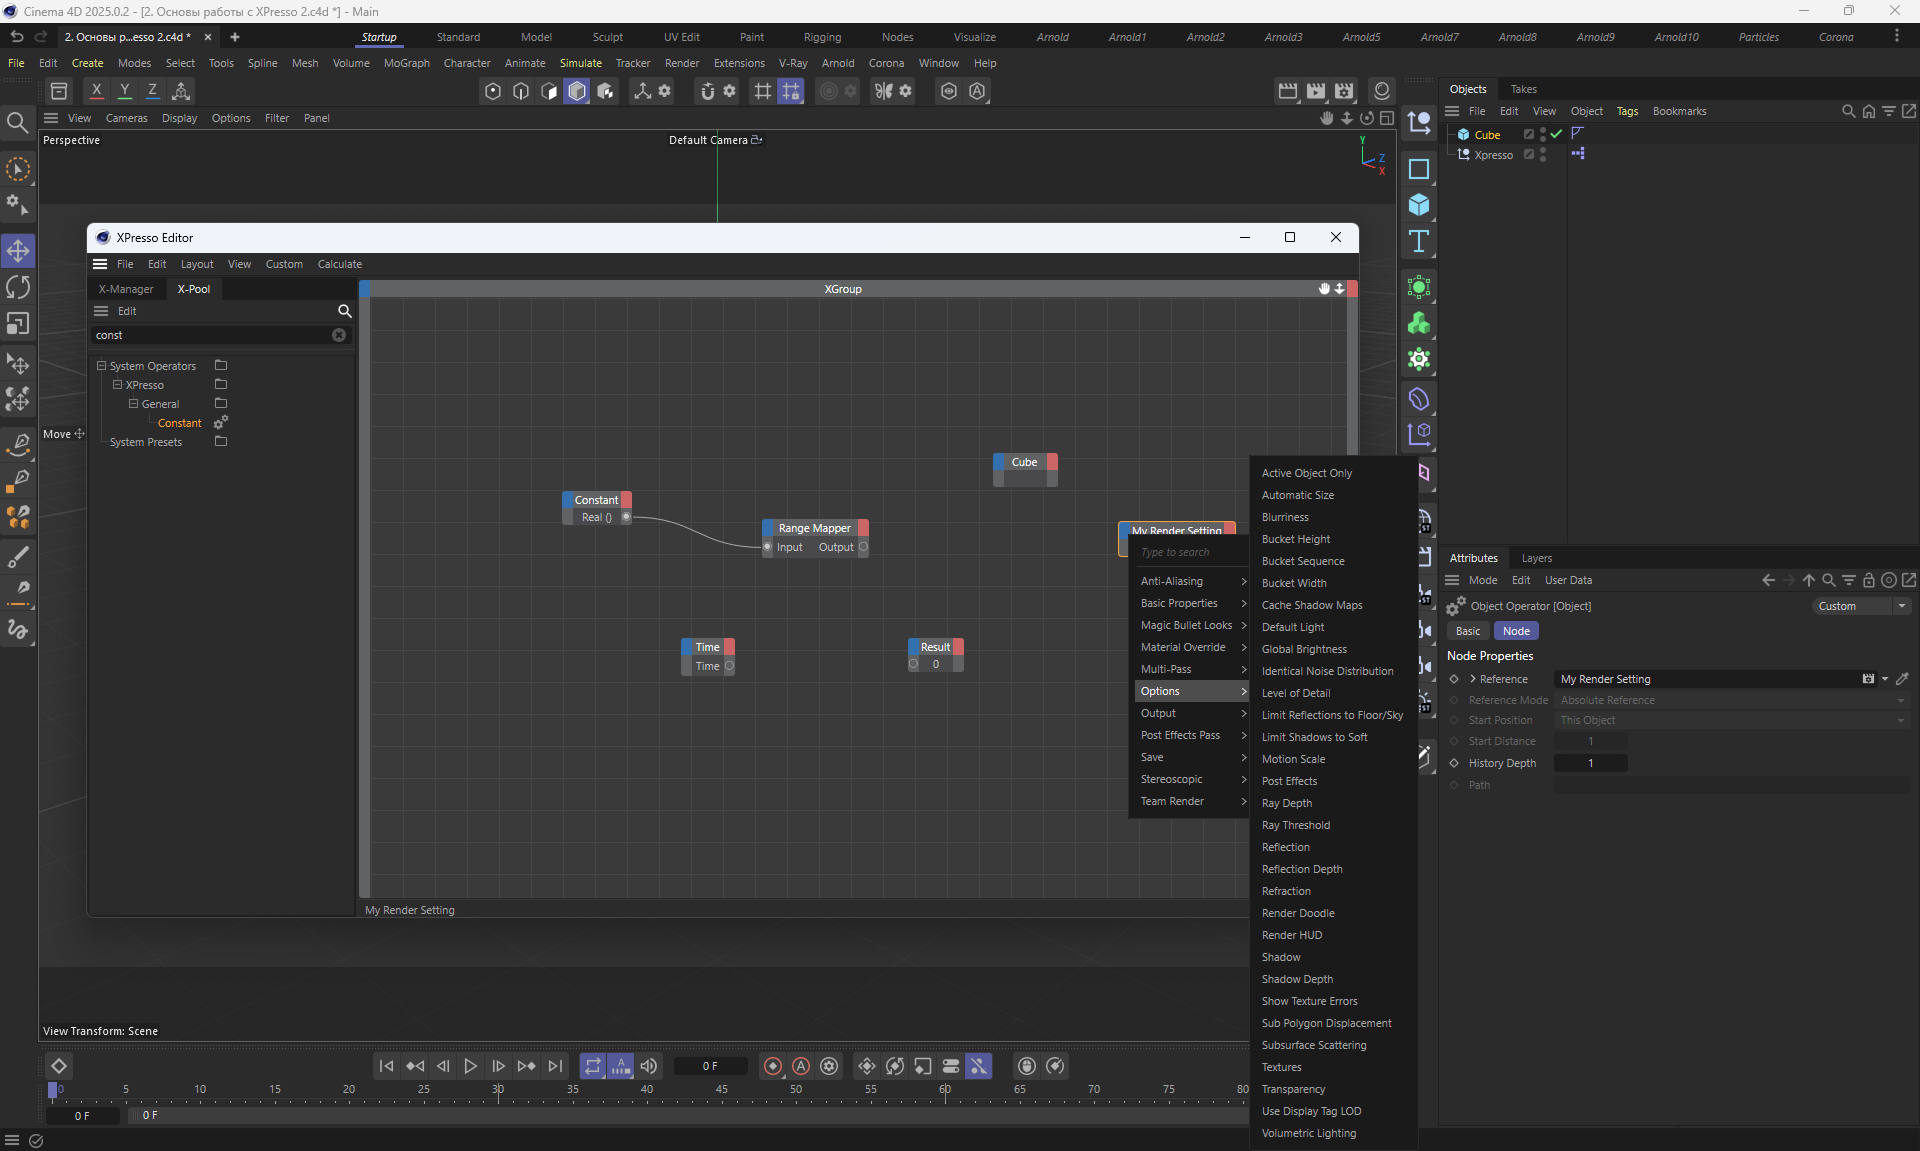 Cinema 4D 2025.0.2 - [2. Основы работы с XPresso 2.c4d *] - Main
2. Основы р...esso 2.c4d *
Startup Standard Model Sculpt UV Edit Paint Rigging Nodes Visualize Arnold Arnold1 Arnold2 Arnold3 Arnold5 Arnold7 Arnold8 Arnold9 Arnold10 Particles Corona
File Edit Create Modes Select Tools Spline Mesh Volume MoGraph Character Animate Simulate Tracker Render Extensions V-Ray Arnold Corona Window Help
X Y Z
View Cameras Display Options Filter Panel
Perspective
Default Camera
Y
Z
X
Move
View Transform: Scene
XPresso Editor
File Edit Layout View Custom Calculate
X-Manager X-Pool
Edit
const
System Operators
XPresso
General
Constant
System Presets
XGroup
Cube
Constant
Real ()
Range Mapper
Input Output
My Render Setting
Time
Time
Result
0
My Render Setting
Type to search
Anti-Aliasing
Basic Properties
Magic Bullet Looks
Material Override
Multi-Pass
Options
Output
Post Effects Pass
Save
Stereoscopic
Team Render
Active Object Only
Automatic Size
Blurriness
Bucket Height
Bucket Sequence
Bucket Width
Cache Shadow Maps
Default Light
Global Brightness
Identical Noise Distribution
Level of Detail
Limit Reflections to Floor/Sky
Limit Shadows to Soft
Motion Scale
Post Effects
Ray Depth
Ray Threshold
Reflection
Reflection Depth
Refraction
Render Doodle
Render HUD
Shadow
Shadow Depth
Show Texture Errors
Sub Polygon Displacement
Subsurface Scattering
Textures
Transparency
Use Display Tag LOD
Volumetric Lighting
ST
ST
ST
Objects Takes
File Edit View Object Tags Bookmarks
Cube
Xpresso
Attributes Layers
Mode Edit User Data
Object Operator [Object]
Custom
Basic Node
Node Properties
Reference My Render Setting
Reference Mode Absolute Reference
Start Position This Object
Start Distance 1
History Depth 1
Path
0 F
0 5 10 15 20 25 30 35 40 45 50 55 60 65 70 75 80
0 F
0 F